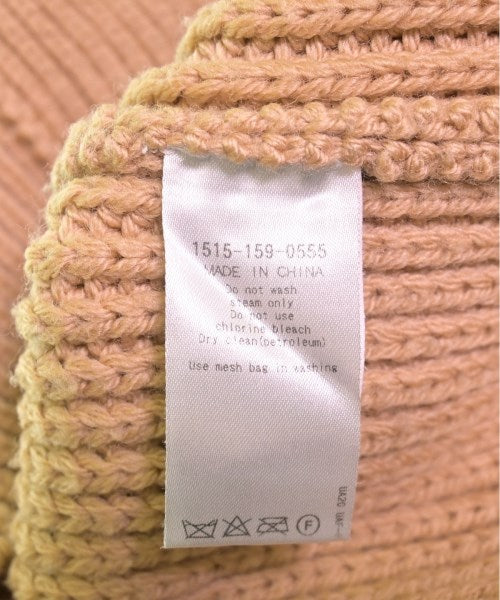 1515-159-0555
MADE IN CHINA
Do not wash
steam only
Do not use
chlorine bleach
Dry clean(petroleum)
Use mesh bag in washing
F